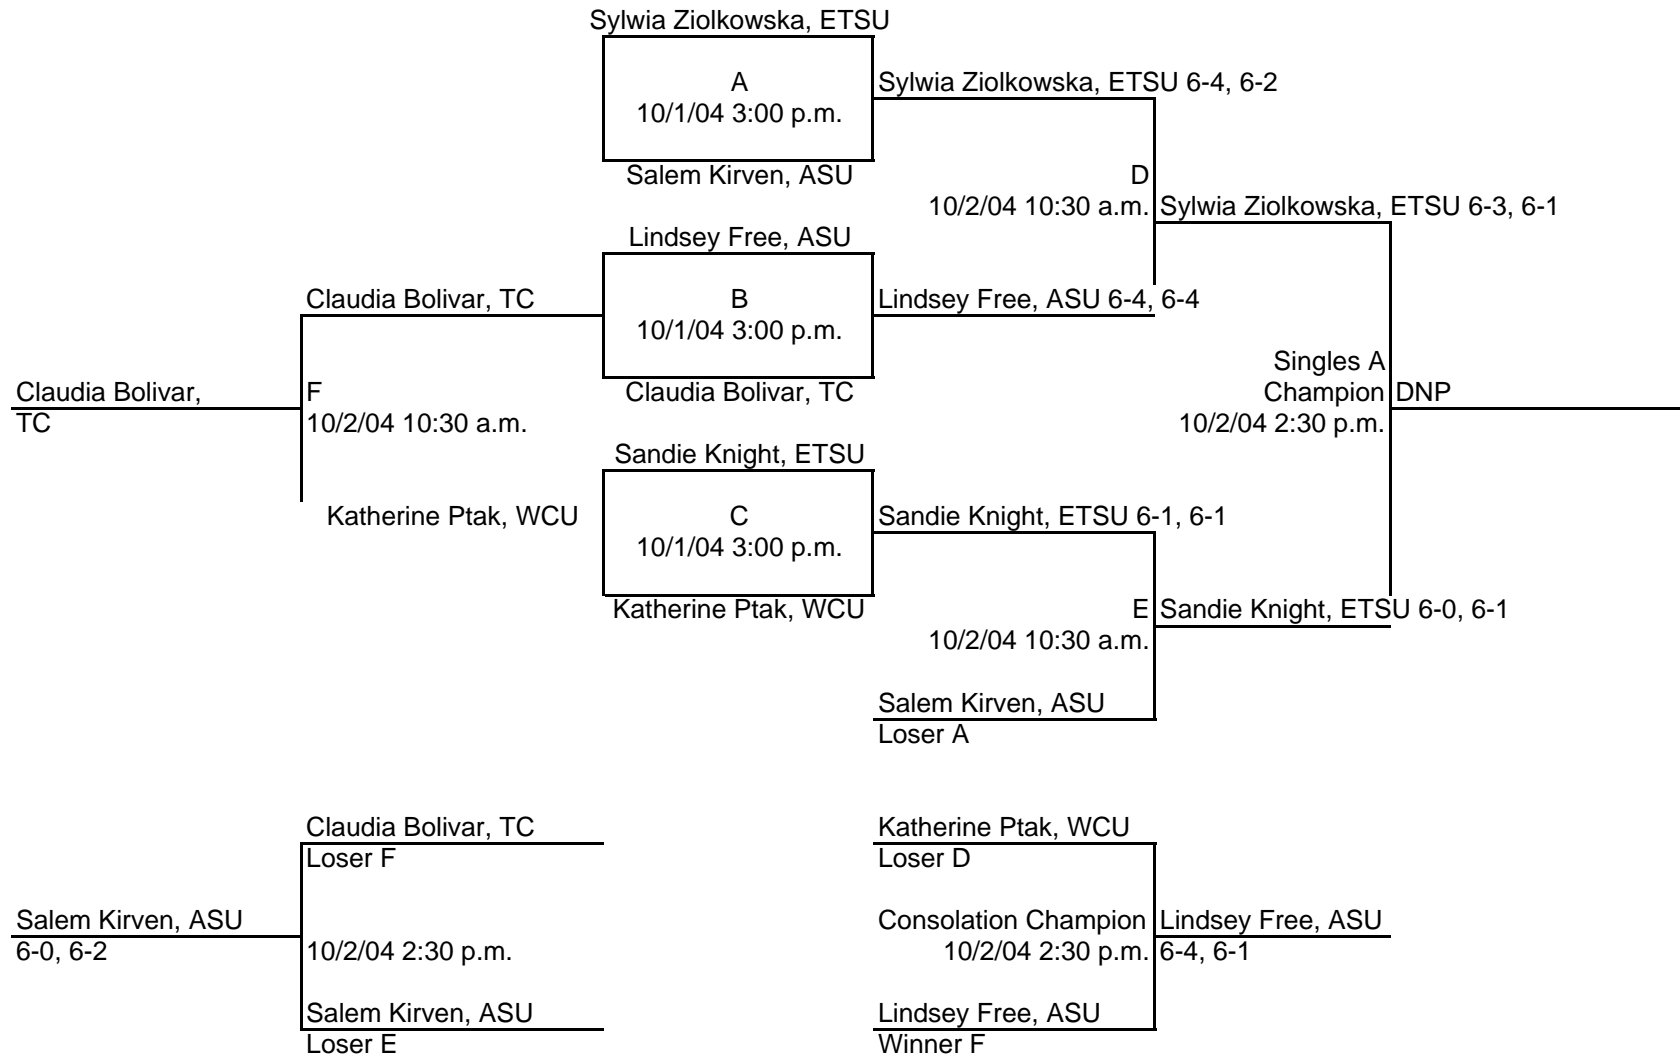 Sylwia Ziolkowska, ETSU
A
10/1/04 3:00 p.m.
Sylwia Ziolkowska, ETSU 6-4, 6-2
Salem Kirven, ASU
D
10/2/04 10:30 a.m.
Sylwia Ziolkowska, ETSU 6-3, 6-1
Lindsey Free, ASU
Claudia Bolivar, TC
B
10/1/04 3:00 p.m.
Lindsey Free, ASU 6-4, 6-4
Claudia Bolivar,
TC
F
10/2/04 10:30 a.m.
Claudia Bolivar, TC
Singles A
Champion
10/2/04 2:30 p.m.
DNP
Sandie Knight, ETSU
Katherine Ptak, WCU
C
10/1/04 3:00 p.m.
Sandie Knight, ETSU 6-1, 6-1
Katherine Ptak, WCU
E
10/2/04 10:30 a.m.
Sandie Knight, ETSU 6-0, 6-1
Salem Kirven, ASU
Loser A
Claudia Bolivar, TC
Loser F
Katherine Ptak, WCU
Loser D
Salem Kirven, ASU
6-0, 6-2
10/2/04 2:30 p.m.
Consolation Champion
10/2/04 2:30 p.m.
Lindsey Free, ASU
6-4, 6-1
Salem Kirven, ASU
Loser E
Lindsey Free, ASU
Winner F